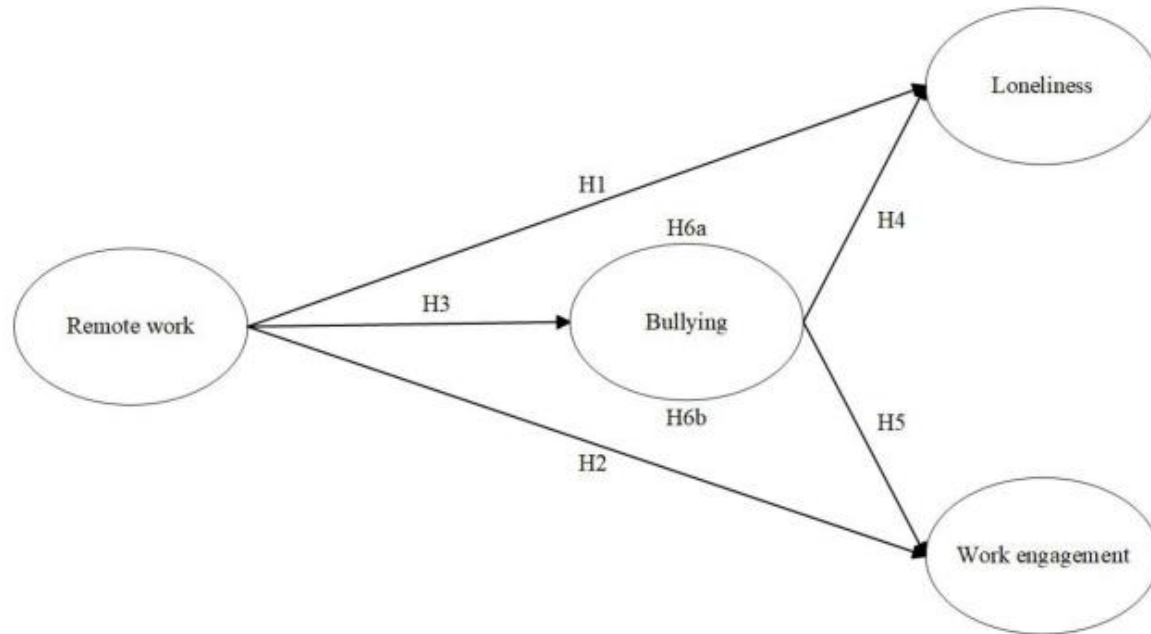 Loneliness
H1
H4
H6a
H3
Remote work
Bullying
H6b
H5
H2
Work engagement